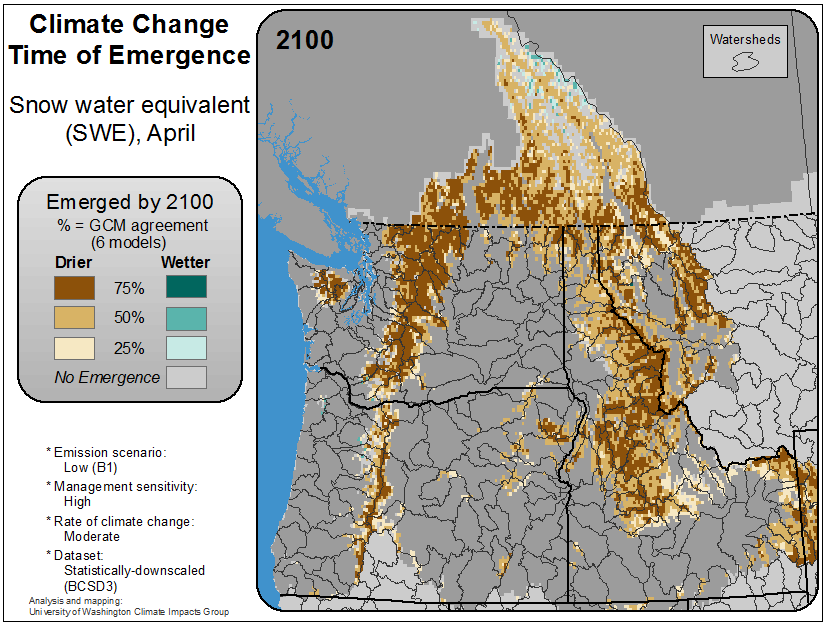 Climate Change
Time of Emergence
Snow water equivalent
(SWE), April
Emerged by 2100
% = GCM agreement
(6 models)
Drier Wetter
75%
50%
25%
No Emergence
* Emission scenario:
Low (B1)
* Management sensitivity:
High
* Rate of climate change:
Moderate
* Dataset:
Statistically-downscaled
(BCSD3)
Analysis and mapping:
University of Washington Climate Impacts Group
2100
Watersheds